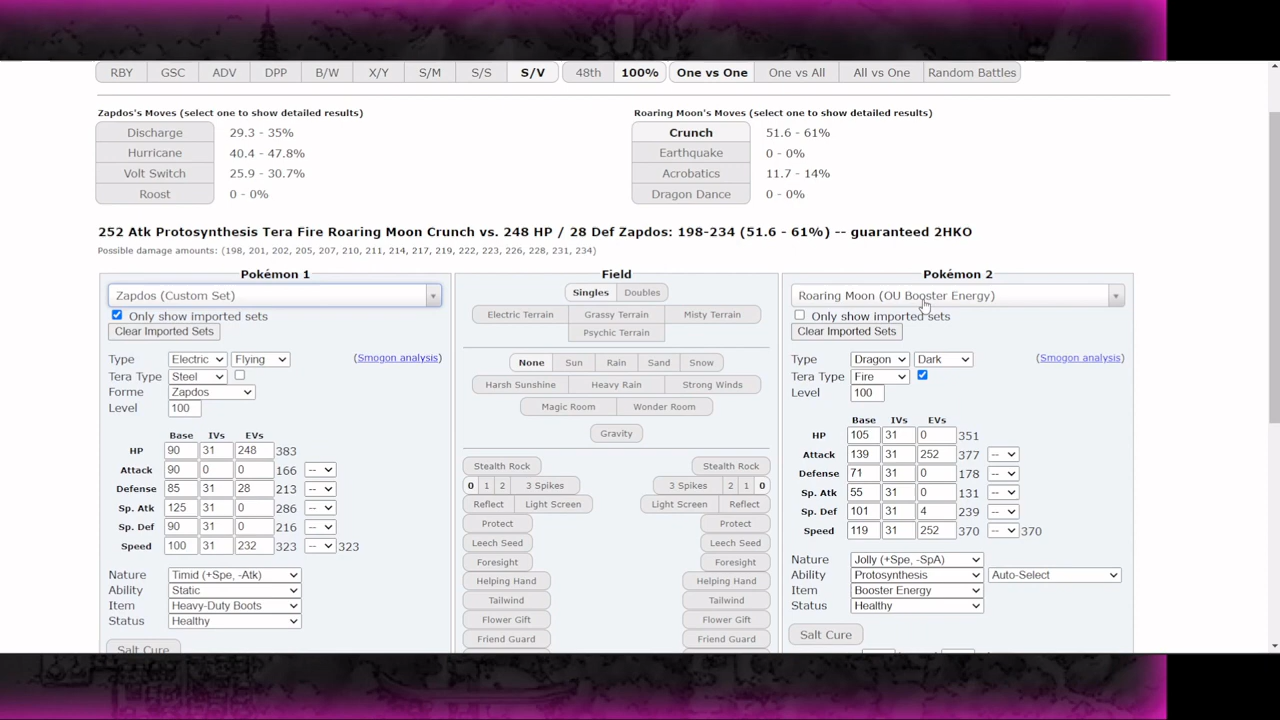 RBY GSC ADV DPP B/W X/Y S/M S/S S/V 48th 100% One vs One One vs All All vs One Random Battles
Zapdos's Moves (select one to show detailed results)
Discharge 29.3 - 35%
Hurricane 40.4 - 47.8%
Volt Switch 25.9 - 30.7%
Roost 0 - 0%
Roaring Moon's Moves (select one to show detailed results)
Crunch 51.6 - 61%
Earthquake 0 - 0%
Acrobatics 11.7 - 14%
Dragon Dance 0 - 0%
252 Atk Protosynthesis Tera Fire Roaring Moon Crunch vs. 248 HP / 28 Def Zapdos: 198-234 (51.6 - 61%) -- guaranteed 2HKO
Possible damage amounts: (198, 201, 202, 205, 207, 210, 211, 214, 217, 219, 222, 223, 226, 228, 231, 234)
Pokémon 1
Zapdos (Custom Set)
Only show imported sets
Clear Imported Sets
Type Electric Flying (Smogon analysis)
Tera Type Steel
Forme Zapdos
Level 100
Base IVs EVs
HP 90 31 248 383
Attack 90 0 0 166 --
Defense 85 31 28 213 --
Sp. Atk 125 31 0 286 --
Sp. Def 90 31 0 216 --
Speed 100 31 232 323 -- 323
Nature Timid (+Spe, -Atk)
Ability Static
Item Heavy-Duty Boots
Status Healthy
Salt Cure
Field
Singles Doubles
Electric Terrain Grassy Terrain Misty Terrain
Psychic Terrain
None Sun Rain Sand Snow
Harsh Sunshine Heavy Rain Strong Winds
Magic Room Wonder Room
Gravity
Stealth Rock Stealth Rock
0 1 2 3 Spikes 3 Spikes 2 1 0
Reflect Light Screen Light Screen Reflect
Protect Protect
Leech Seed Leech Seed
Foresight Foresight
Helping Hand Helping Hand
Tailwind Tailwind
Flower Gift Flower Gift
Friend Guard Friend Guard
Pokémon 2
Roaring Moon (OU Booster Energy)
Only show imported sets
Clear Imported Sets
Type Dragon Dark (Smogon analysis)
Tera Type Fire
Level 100
Base IVs EVs
HP 105 31 0 351
Attack 139 31 252 377 --
Defense 71 31 0 178 --
Sp. Atk 55 31 0 131 --
Sp. Def 101 31 4 239 --
Speed 119 31 252 370 -- 370
Nature Jolly (+Spe, -SpA)
Ability Protosynthesis Auto-Select
Item Booster Energy
Status Healthy
Salt Cure